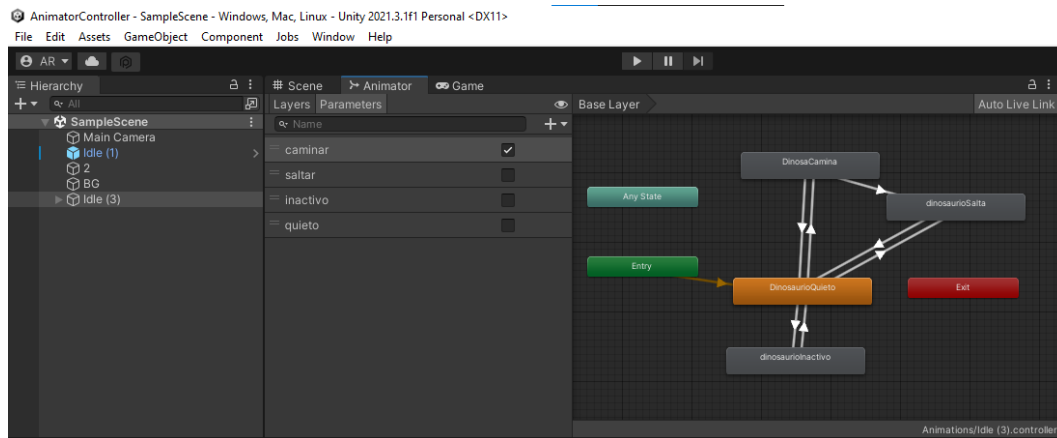 AnimatorController - SampleScene - Windows, Mac, Linux - Unity 2021.3.1f1 Personal <DX11>
File Edit Assets GameObject Component Jobs Window Help
AR
Hierarchy
All
SampleScene
Main Camera
Idle (1)
2
BG
Idle (3)
Scene Animator Game
Layers Parameters
Name
caminar
saltar
inactivo
quieto
Base Layer Auto Live Link
DinosaCamina
Any State
dinosaurioSalta
Entry
DinosaurioQuieto
Exit
dinosaurioInactivo
Animations/Idle (3).controller